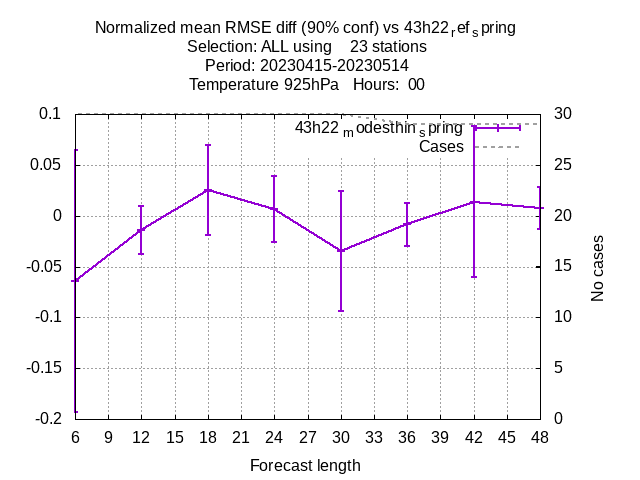 Normalized mean RMSE diff (90% conf) vs 43h22ref spring
Selection: ALL using 23 stations
Period: 20230415-20230514
Temperature 925hPa Hours: 00
0.1 30
43h22modesthinspring
Cases
0.05 25
0 20
-0.05 15
-0.1 10
-0.15 5
-0.2 0
No cases
6 9 12 15 18 21 24 27 30 33 36 39 42 45 48
Forecast length